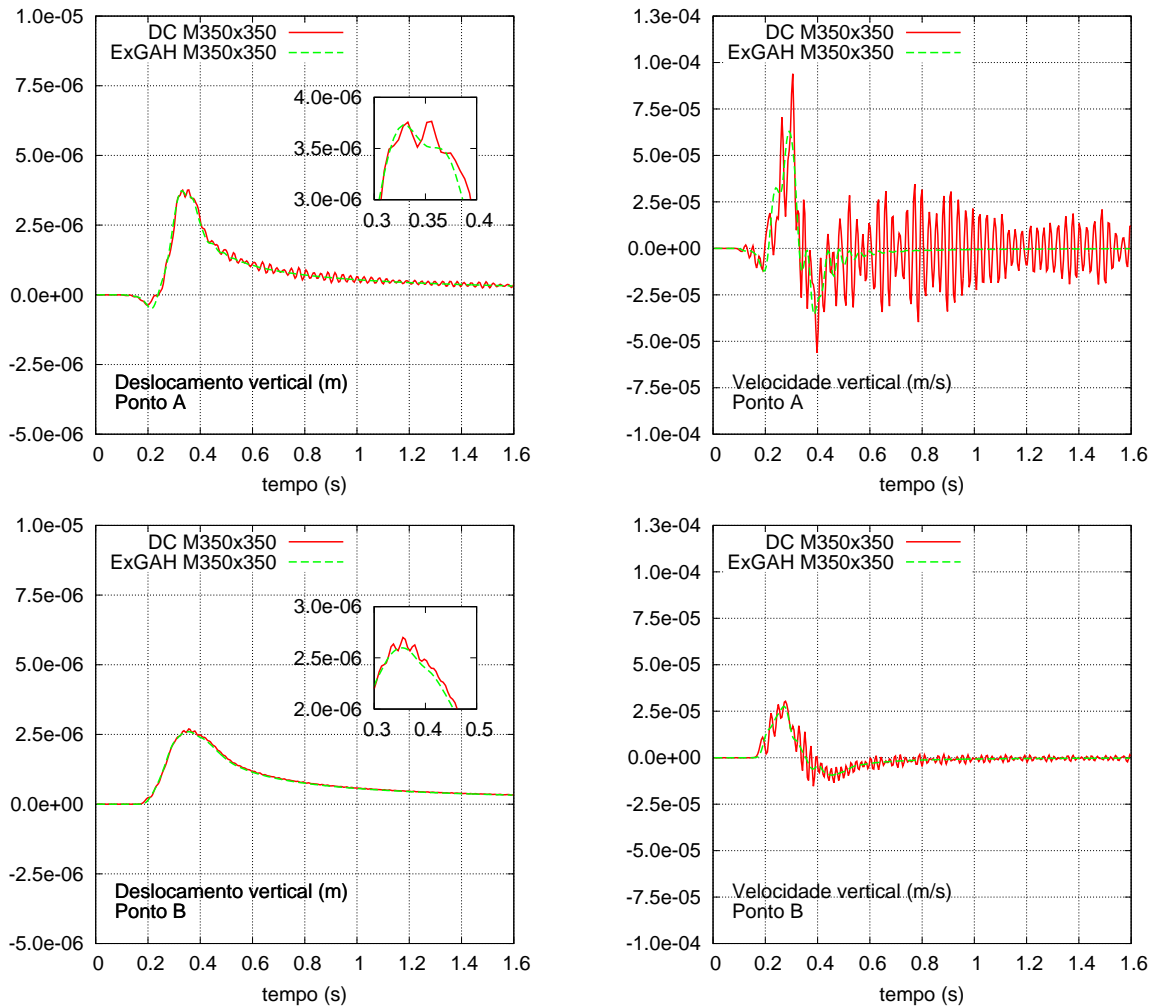 1.0e-05
7.5e-06
5.0e-06
2.5e-06
0.0e+00
-2.5e-06
-5.0e-06
DC M350x350
ExGAH M350x350
4.0e-06
3.5e-06
3.0e-06
0.3 0.35 0.4
Deslocamento vertical (m)
Ponto A
0 0.2 0.4 0.6 0.8 1 1.2 1.4 1.6
tempo (s)
1.3e-04
1.0e-04
7.5e-05
5.0e-05
2.5e-05
0.0e+00
-2.5e-05
-5.0e-05
-7.5e-05
-1.0e-04
DC M350x350
ExGAH M350x350
Velocidade vertical (m/s)
Ponto A
0 0.2 0.4 0.6 0.8 1 1.2 1.4 1.6
tempo (s)
1.0e-05
7.5e-06
5.0e-06
2.5e-06
0.0e+00
-2.5e-06
-5.0e-06
DC M350x350
ExGAH M350x350
3.0e-06
2.5e-06
2.0e-06
0.3 0.4 0.5
Deslocamento vertical (m)
Ponto B
0 0.2 0.4 0.6 0.8 1 1.2 1.4 1.6
tempo (s)
1.3e-04
1.0e-04
7.5e-05
5.0e-05
2.5e-05
0.0e+00
-2.5e-05
-5.0e-05
-7.5e-05
-1.0e-04
DC M350x350
ExGAH M350x350
Velocidade vertical (m/s)
Ponto B
0 0.2 0.4 0.6 0.8 1 1.2 1.4 1.6
tempo (s)